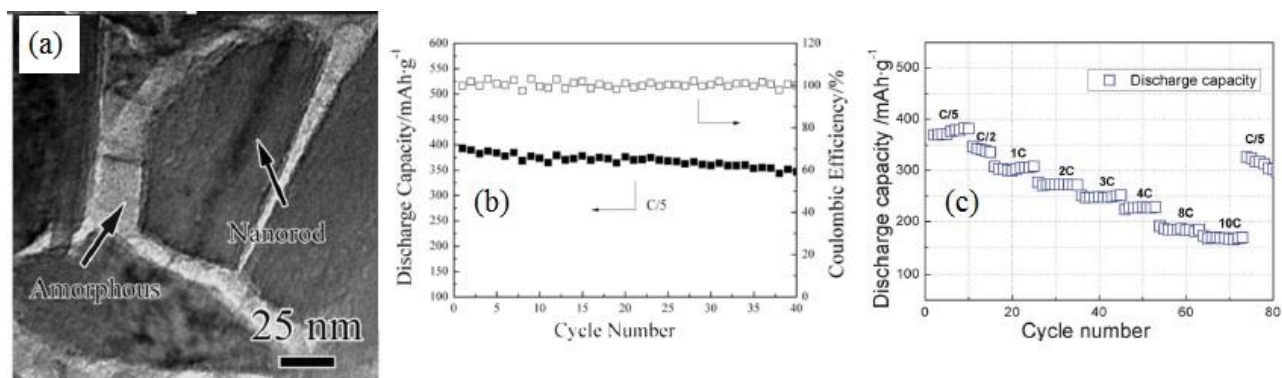 (a)
Nanorod
Amorphous
25 nm
600
550
500
450
400
350
300
250
200
150
100
Discharge Capacity/mAh·g⁻¹
120
100
80
60
40
20
0
Coulombic Efficiency/%
(b)
C/5
0 5 10 15 20 25 30 35 40
Cycle Number
(c)
500
400
300
200
100
Discharge capacity /mAh·g⁻¹
Discharge capacity
C/5
C/2
1C
2C
3C
4C
8C
10C
C/5
0 20 40 60 80
Cycle number